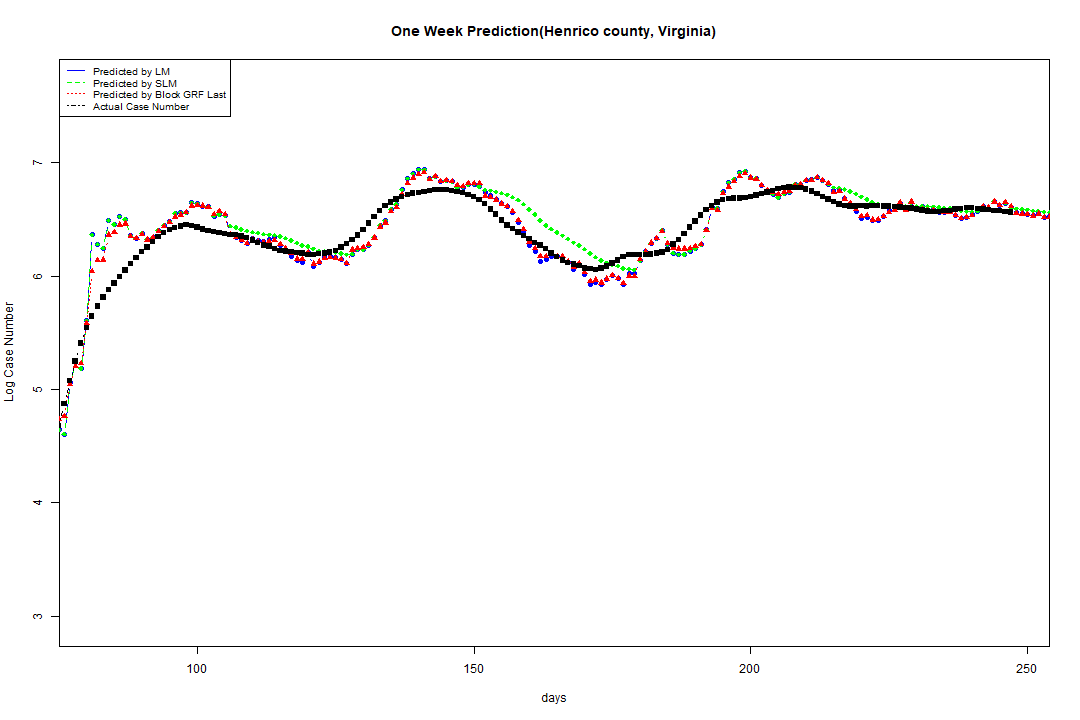 One Week Prediction(Henrico county, Virginia)
Predicted by LM
Predicted by SLM
Predicted by Block GRF Last
Actual Case Number
7
6
5
4
3
Log Case Number
100
150
200
250
days